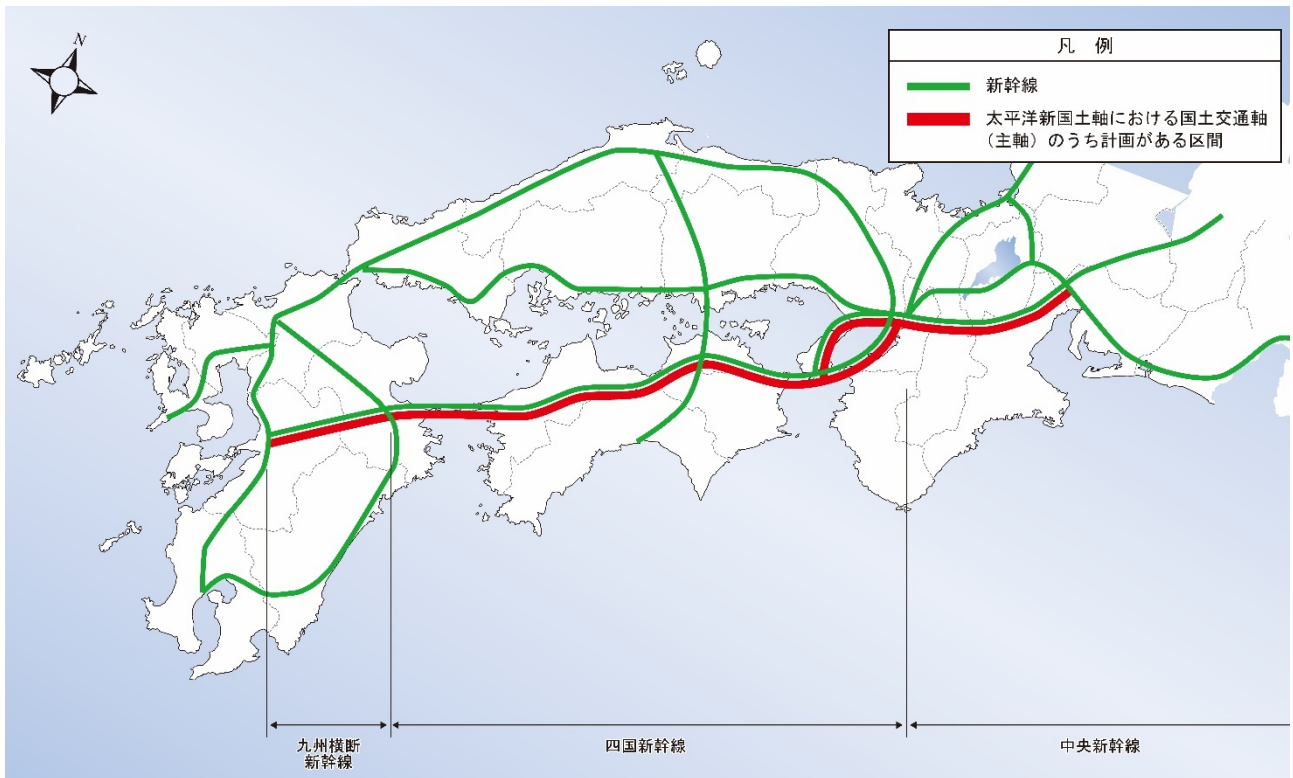 N
凡 例
新幹線
太平洋新国土軸における国土交通軸
(主軸)のうち計画がある区間
九州横断
新幹線
四国新幹線
中央新幹線